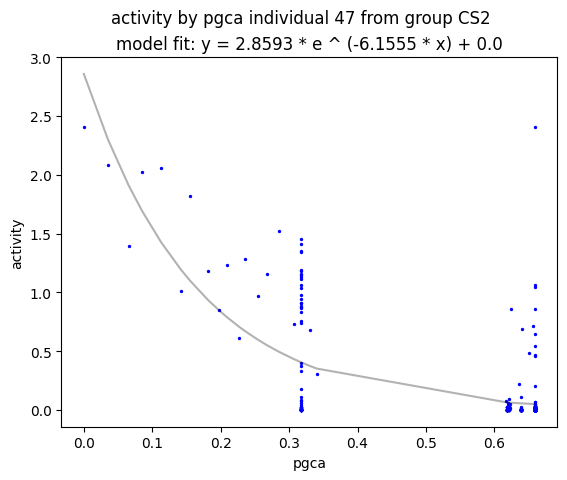 activity by pgca individual 47 from group CS2
model fit: y = 2.8593 * e ^ (-6.1555 * x) + 0.0
3.0
2.5
2.0
1.5
1.0
0.5
0.0
activity
0.0 0.1 0.2 0.3 0.4 0.5 0.6
pgca